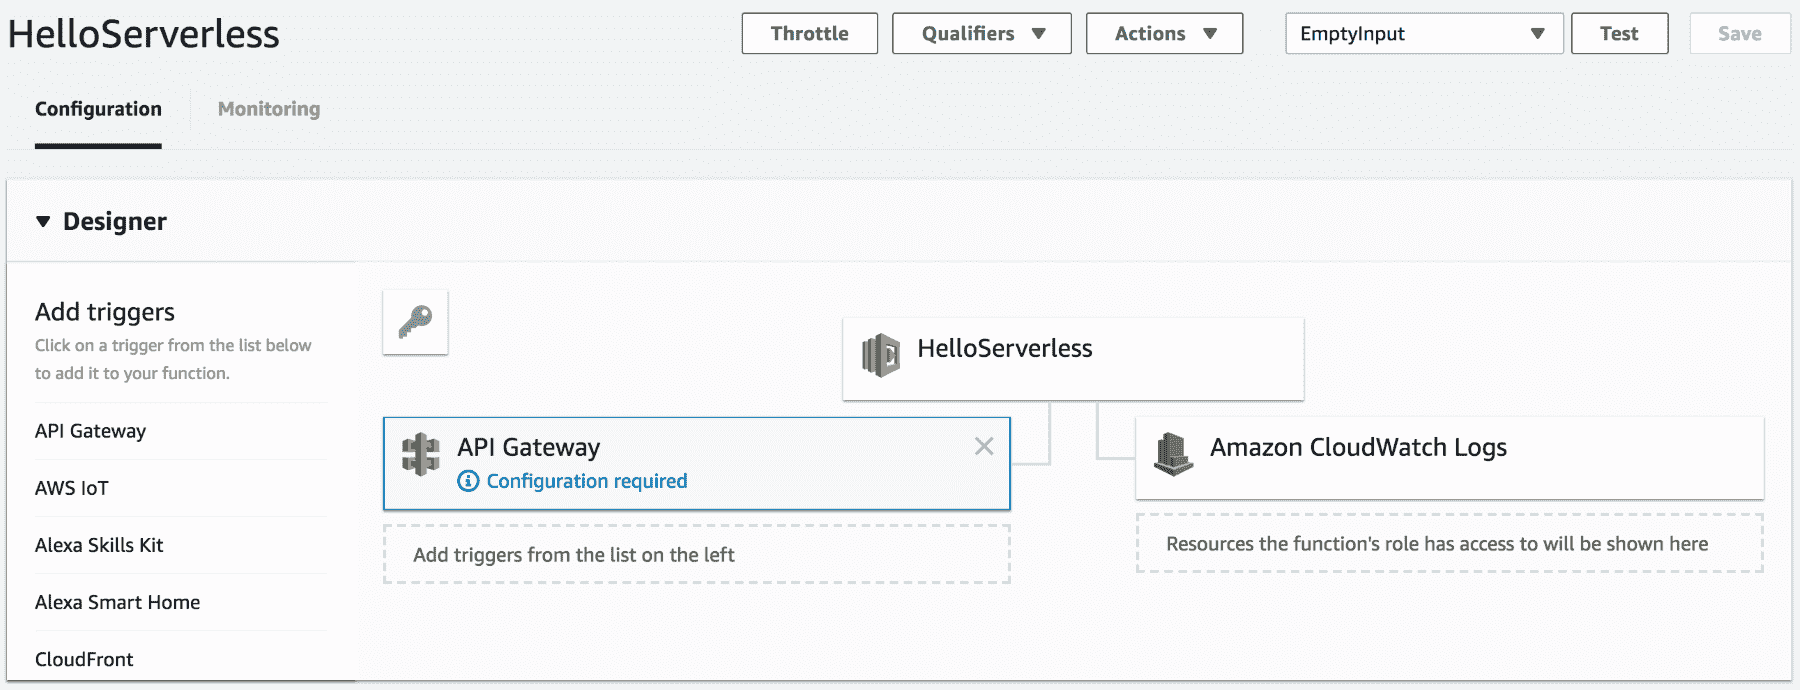 HelloServerless
Throttle
Qualifiers
Actions
EmptyInput
Test
Save
Configuration
Monitoring
Designer
Add triggers
Click on a trigger from the list below
to add it to your function.
API Gateway
AWS IoT
Alexa Skills Kit
Alexa Smart Home
CloudFront
HelloServerless
API Gateway
Configuration required
Add triggers from the list on the left
Amazon CloudWatch Logs
Resources the function's role has access to will be shown here